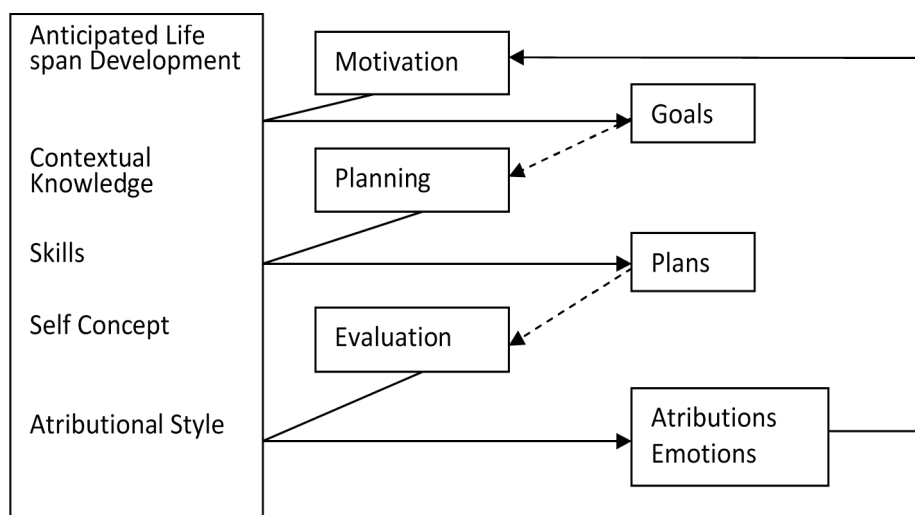 Anticipated Life
span Development
Motivation
Goals
Contextual
Knowledge
Planning
Skills
Plans
Self Concept
Evaluation
Atributional Style
Atributions
Emotions